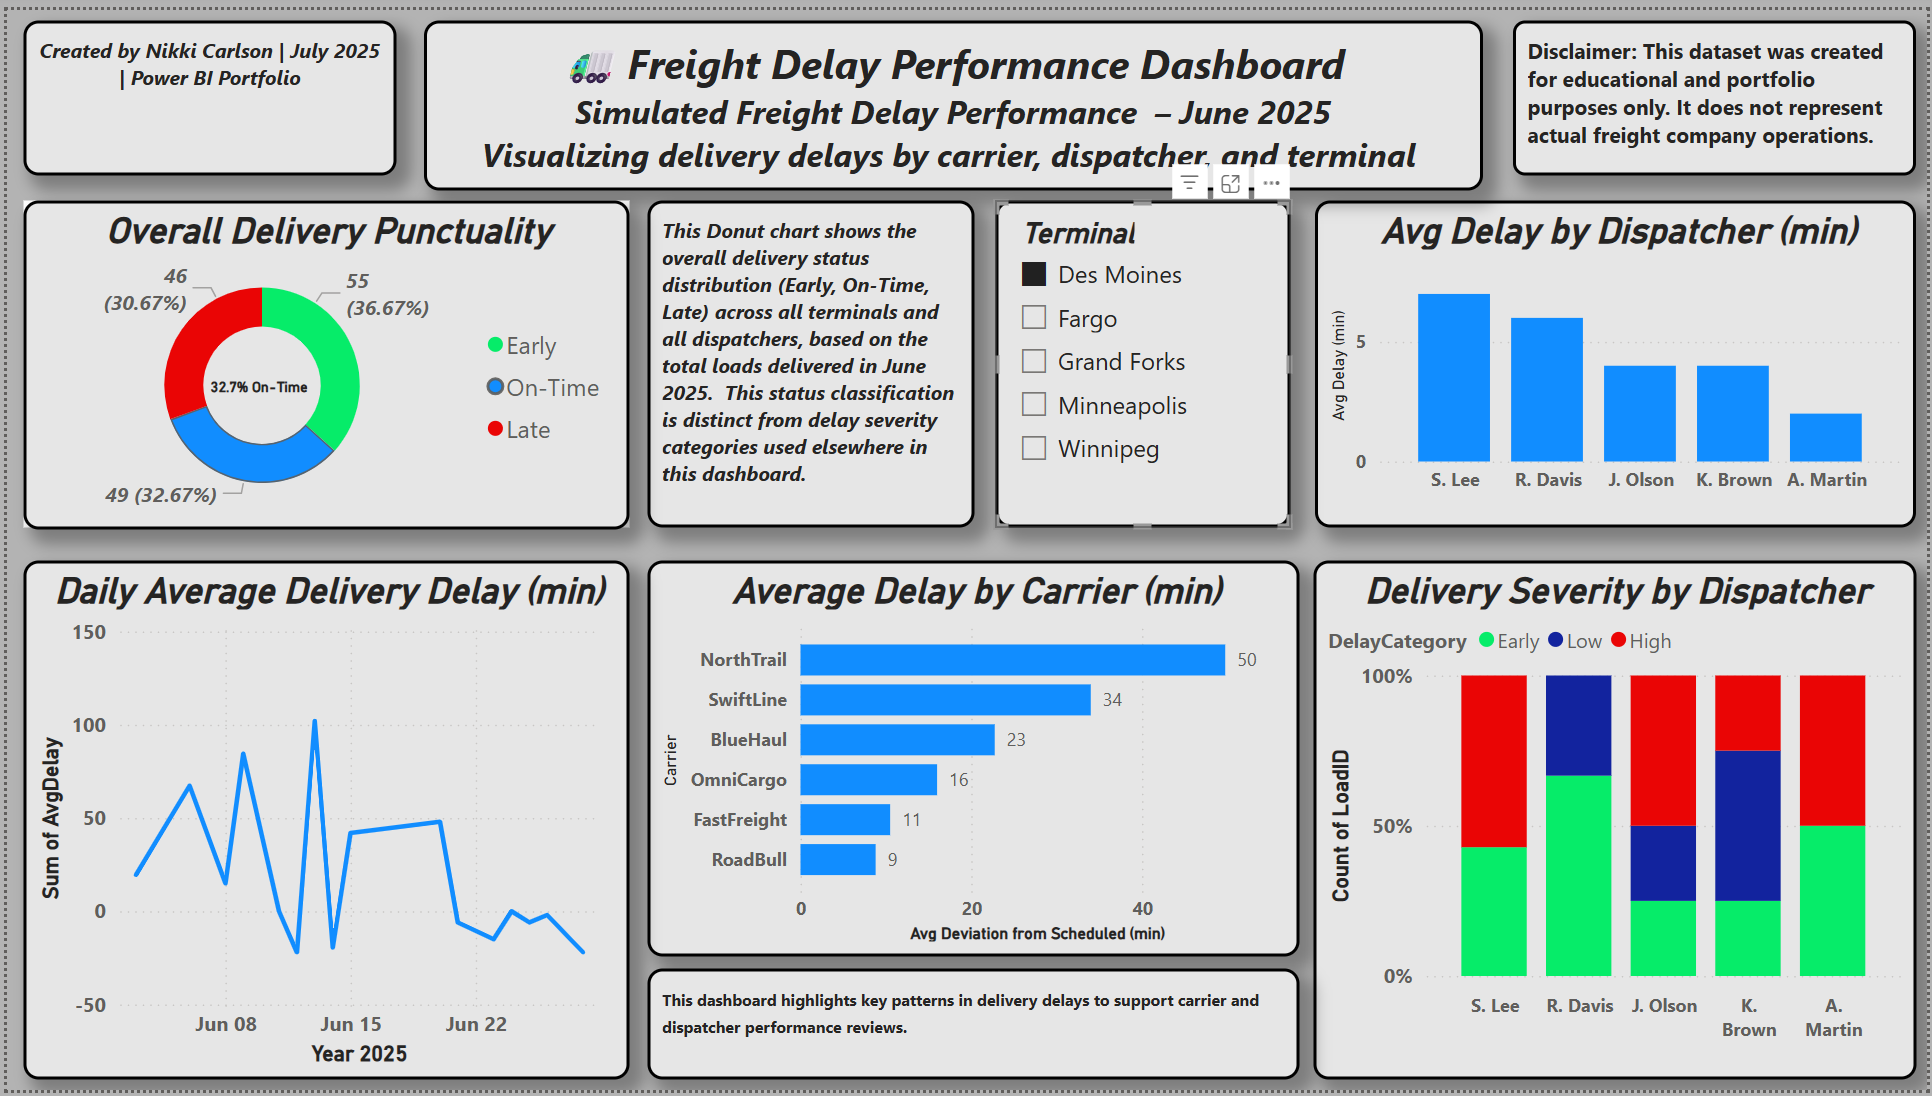 Created by Nikki Carlson | July 2025
| Power BI Portfolio
Freight Delay Performance Dashboard
Simulated Freight Delay Performance – June 2025
Visualizing delivery delays by carrier, dispatcher, and terminal
Disclaimer: This dataset was created
for educational and portfolio
purposes only. It does not represent
actual freight company operations.
Overall Delivery Punctuality
46
(30.67%)
55
(36.67%)
32.7% On-Time
49 (32.67%)
Early
On-Time
Late
This Donut chart shows the
overall delivery status
distribution (Early, On-Time,
Late) across all terminals and
all dispatchers, based on the
total loads delivered in June
2025. This status classification
is distinct from delay severity
categories used elsewhere in
this dashboard.
Terminal
Des Moines
Fargo
Grand Forks
Minneapolis
Winnipeg
Avg Delay by Dispatcher (min)
Avg Delay (min)
5
0
S. Lee
R. Davis
J. Olson
K. Brown
A. Martin
Daily Average Delivery Delay (min)
Sum of AvgDelay
150
100
50
0
-50
Jun 08
Jun 15
Jun 22
Year 2025
Average Delay by Carrier (min)
Carrier
NorthTrail
50
SwiftLine
34
BlueHaul
23
OmniCargo
16
FastFreight
11
RoadBull
9
0
20
40
Avg Deviation from Scheduled (min)
This dashboard highlights key patterns in delivery delays to support carrier and
dispatcher performance reviews.
Delivery Severity by Dispatcher
DelayCategory
Early
Low
High
Count of LoadID
100%
50%
0%
S. Lee
R. Davis
J. Olson
K.
Brown
A.
Martin